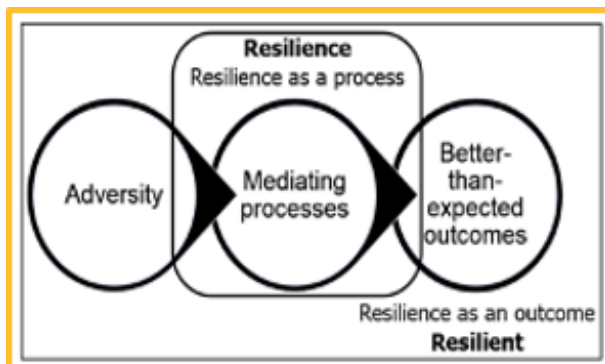 Resilience
Resilience as a process
Adversity
Mediating
processes
Better-
than-
expected
outcomes
Resilience as an outcome
Resilient